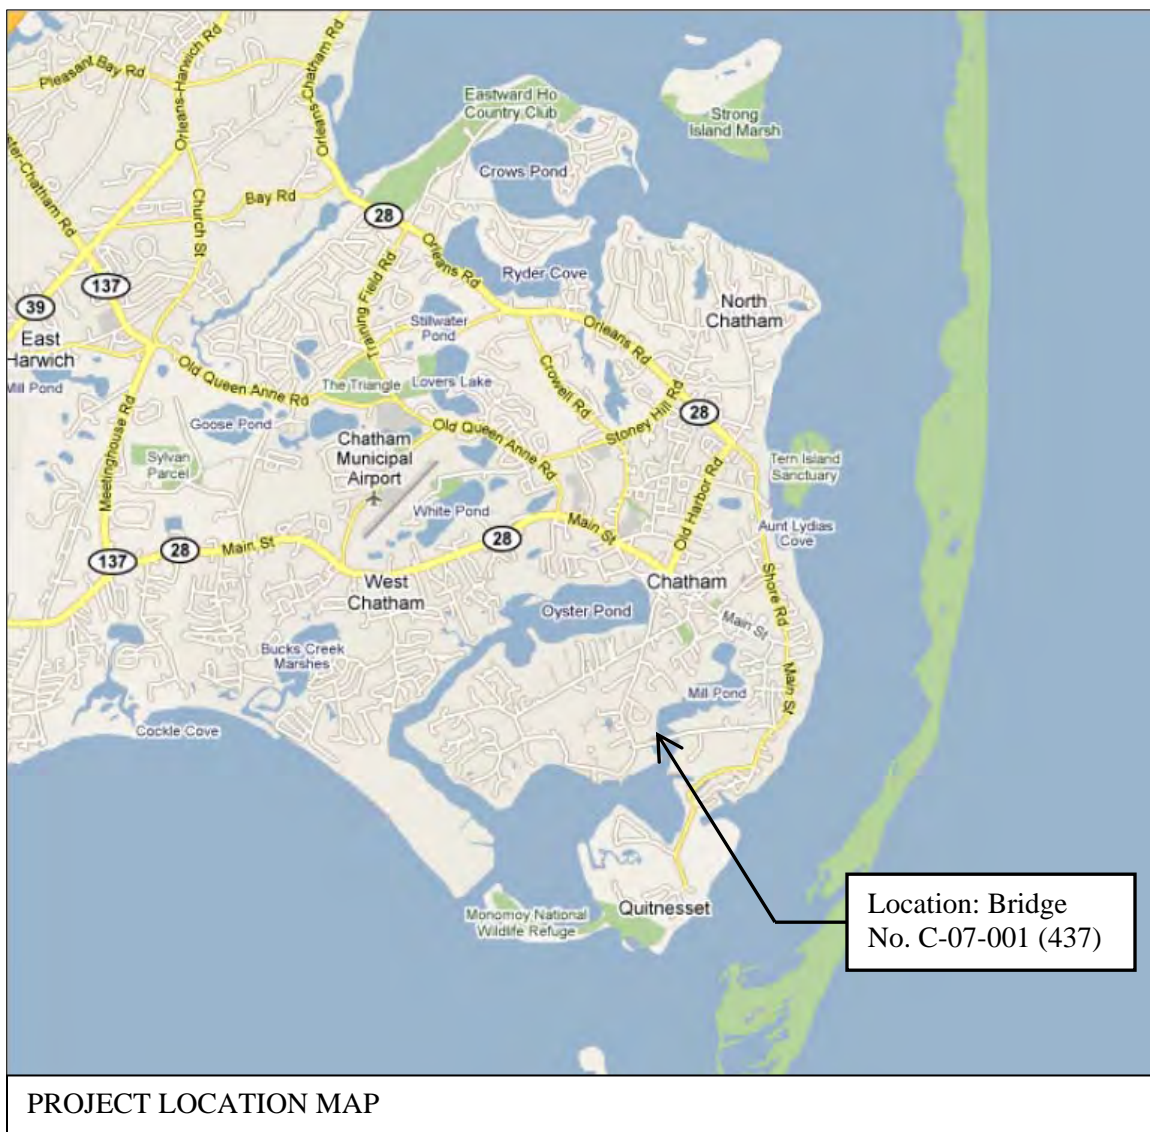 Pleasant Bay Rd
Orleans-Harwich Rd
Orleans-Chatham Rd
Eastward Ho
Country Club
Strong
Island Marsh
Crows Pond
ster-Chatham Rd
Church St
Bay Rd
28
Orleans Rd
Ryder Cove
137
39
East
Harwich
Mill Pond
Training Field Rd
Stillwater
Pond
North
Chatham
Orleans Rd
Crowell Rd
Old Queen Anne Rd
The Triangle
Lovers Lake
Stoney Hill Rd
28
Goose Pond
Meetinghouse Rd
Sylvan
Parcel
Chatham
Municipal
Airport
Old Queen Anne Rd
Old Harbor Rd
Tern Island
Sanctuary
White Pond
Aunt Lydias
Cove
137
28
Main St
28
Main St
West
Chatham
Chatham
Oyster Pond
Shore Rd
Main St
Bucks Creek
Marshes
Mill Pond
Main St
Cockle Cove
Monomoy National
Wildlife Refuge
Quitnesset
Location: Bridge
No. C-07-001 (437)
PROJECT LOCATION MAP